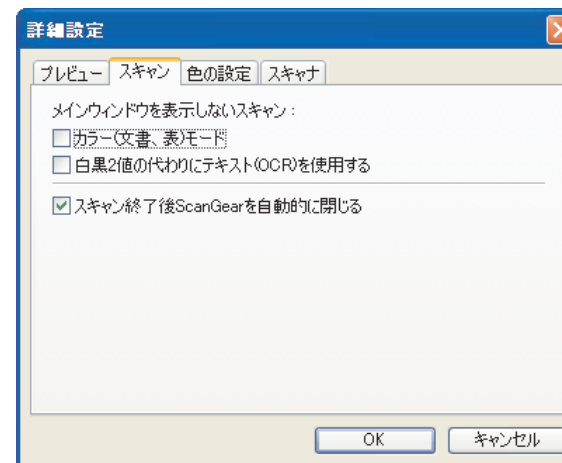 詳細設定
プレビュー スキャン 色の設定 スキャナ
メインウィンドウを表示しないスキャン：
カラー(文書、表)モード
白黒2値の代わりにテキスト(OCR)を使用する
スキャン終了後ScanGearを自動的に閉じる
OK キャンセル